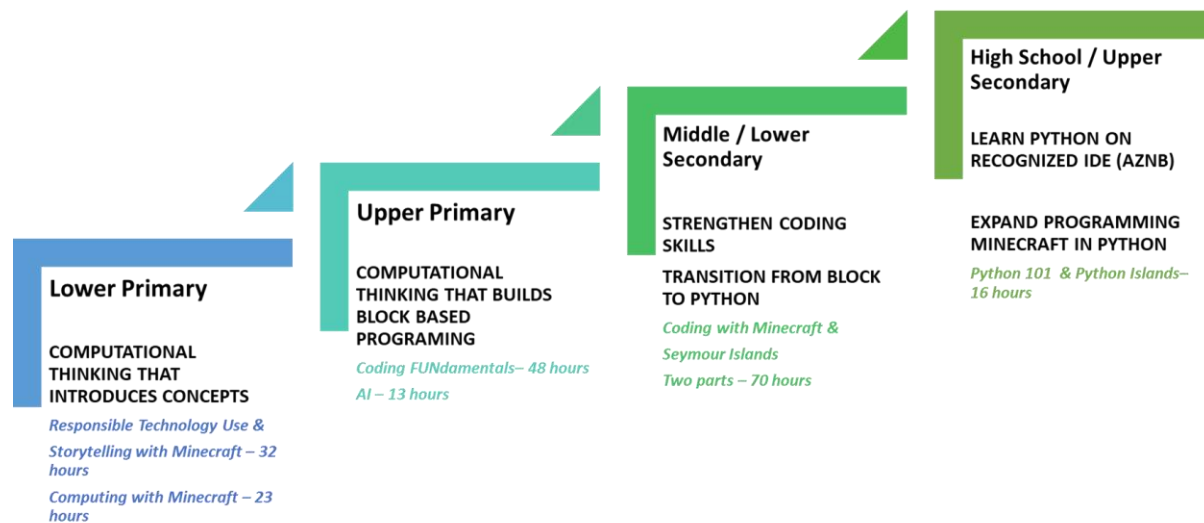 Lower Primary
COMPUTATIONAL
THINKING THAT
INTRODUCES CONCEPTS
Responsible Technology Use &
Storytelling with Minecraft – 32
hours
Computing with Minecraft – 23
hours
Upper Primary
COMPUTATIONAL
THINKING THAT BUILDS
BLOCK BASED
PROGRAMING
Coding FUNdamentals– 48 hours
AI – 13 hours
Middle / Lower
Secondary
STRENGTHEN CODING
SKILLS
TRANSITION FROM BLOCK
TO PYTHON
Coding with Minecraft &
Seymour Islands
Two parts – 70 hours
High School / Upper
Secondary
LEARN PYTHON ON
RECOGNIZED IDE (AZNB)
EXPAND PROGRAMMING
MINECRAFT IN PYTHON
Python 101  & Python Islands–
16 hours